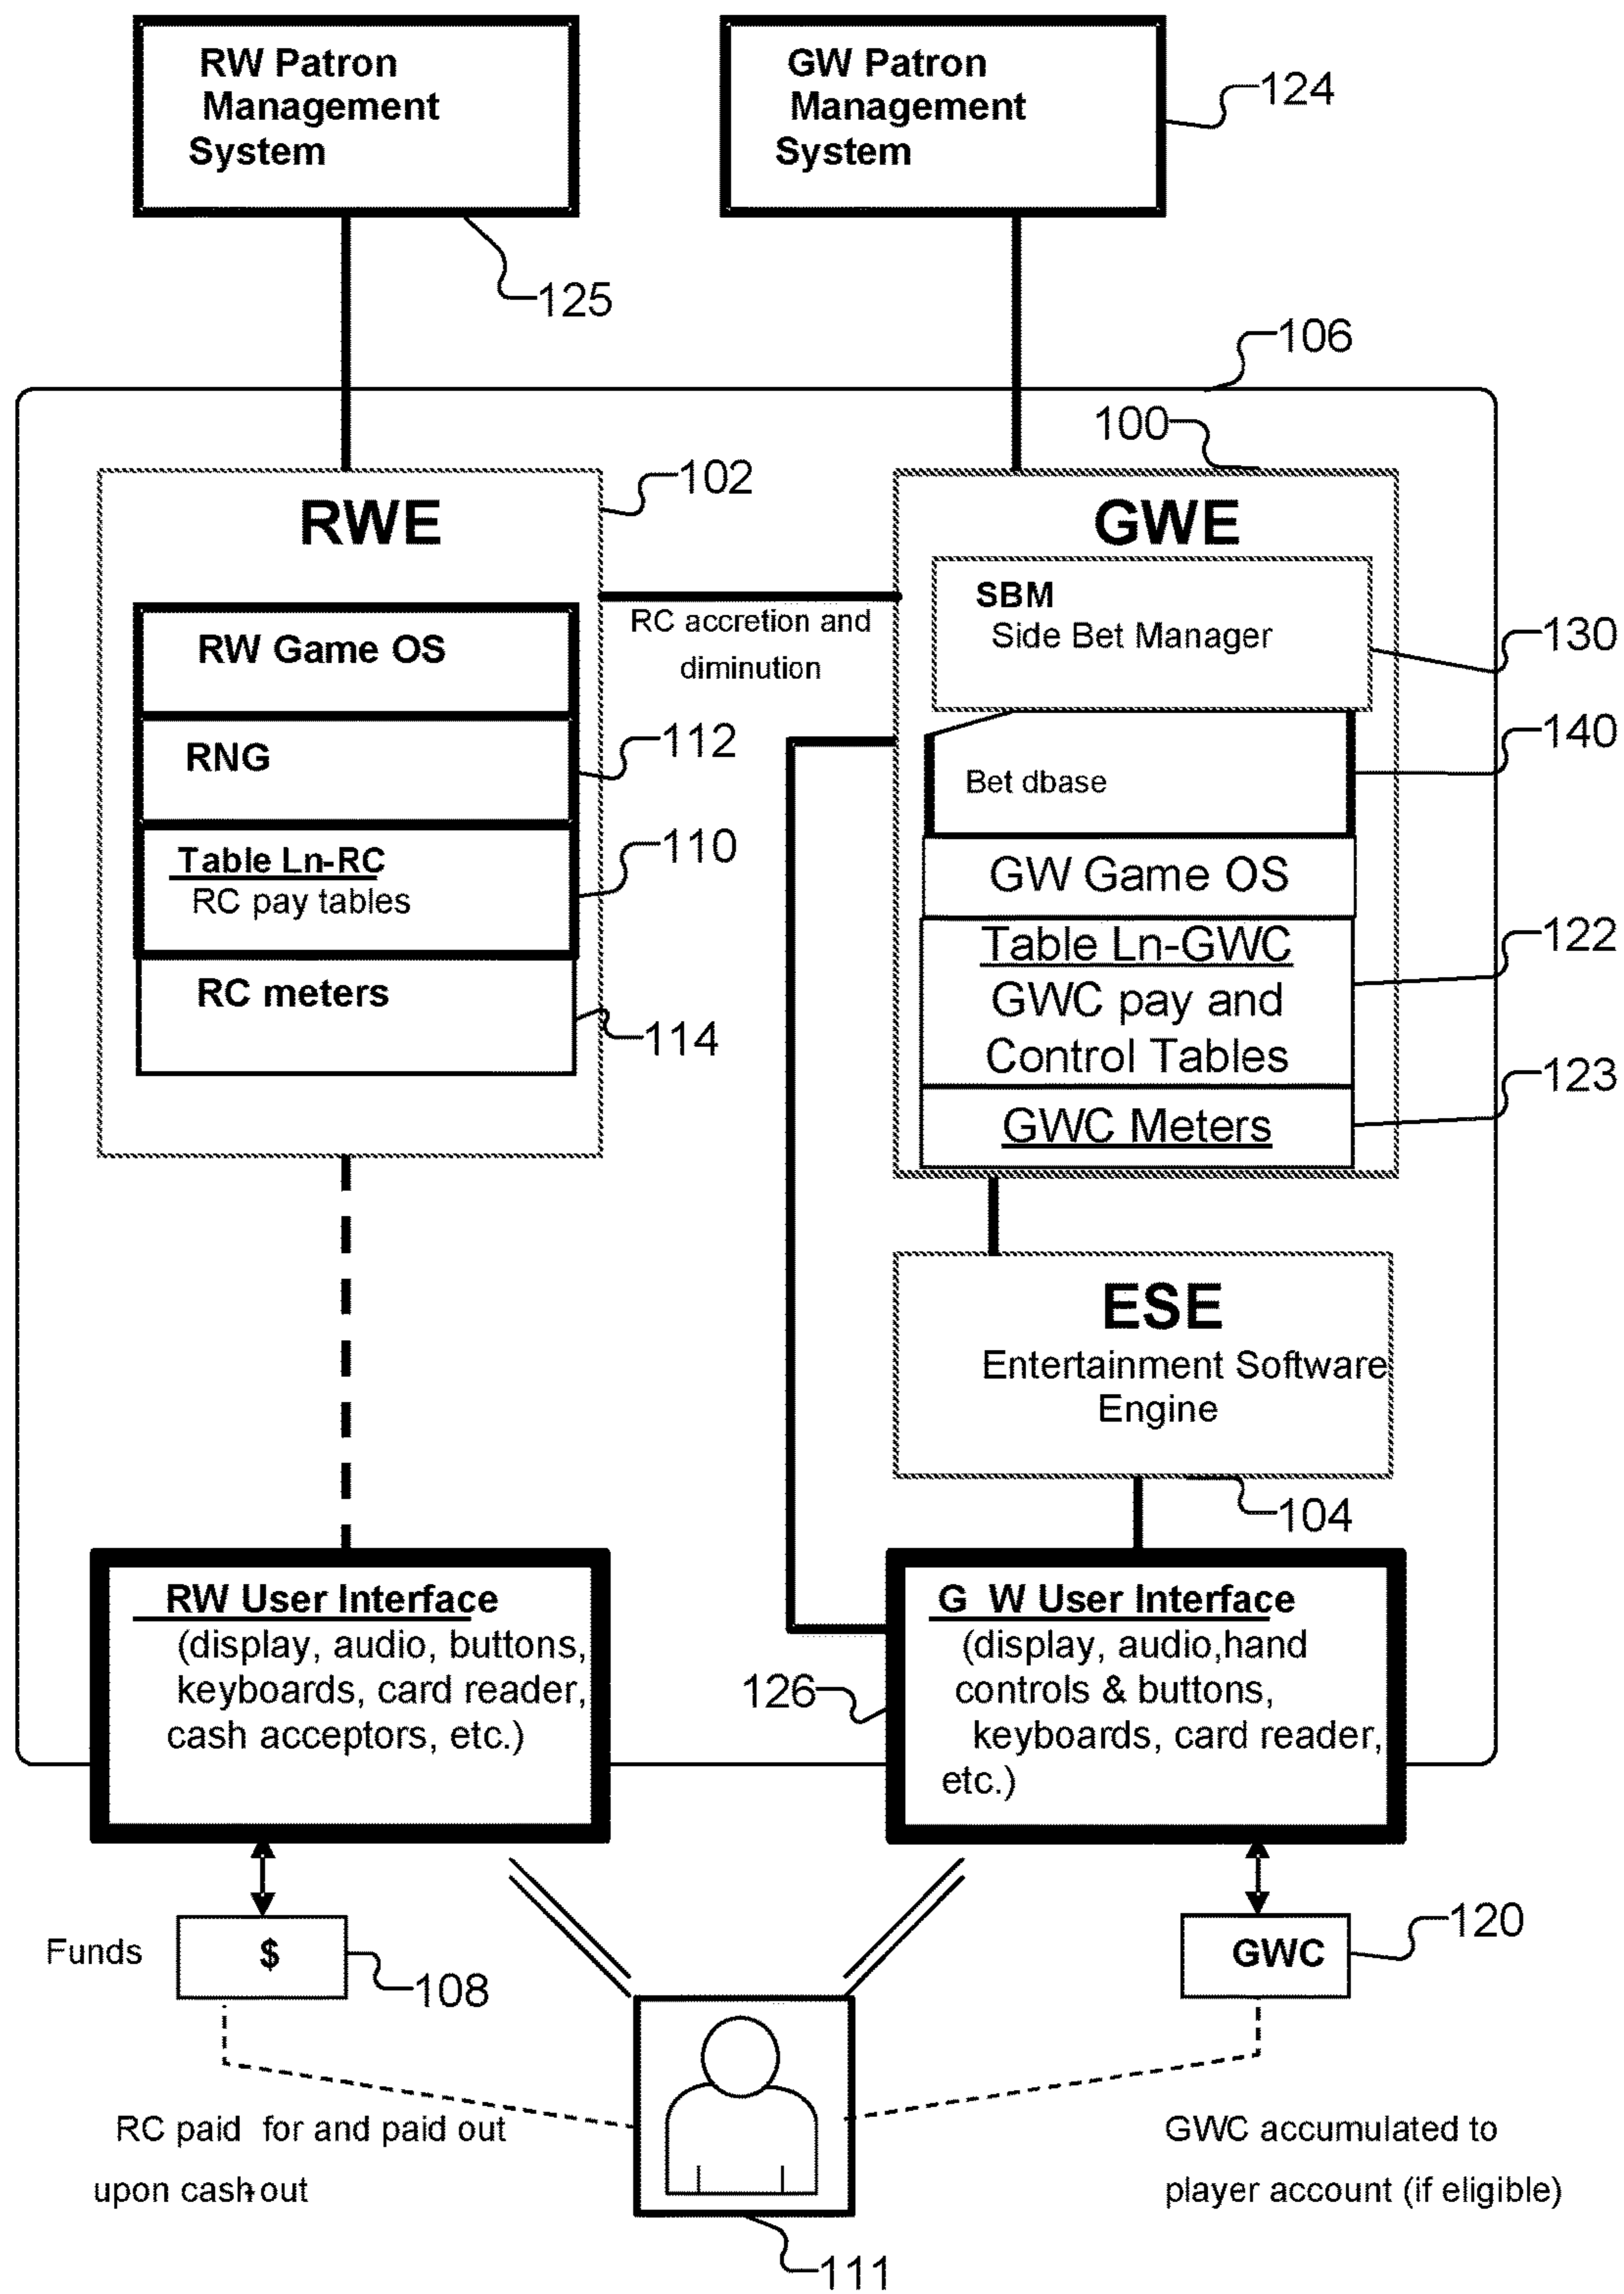 RW Patron
Management
System
GW Patron
Management
System
124
125
106
100
102
RWE
GWE
SBM
Side Bet Manager
130
RC accretion and
diminution
RW Game OS
RNG
112
140
Bet dbase
Table Ln-RC
RC pay tables
110
GW Game OS
Table Ln-GWC
GWC pay and
Control Tables
122
RC meters
114
GWC Meters
123
ESE
Entertainment Software
Engine
104
RW User Interface
(display, audio, buttons,
keyboards, card reader,
cash acceptors, etc.)
G W User Interface
(display, audio,hand
controls & buttons,
keyboards, card reader,
etc.)
126
Funds
$
108
GWC
120
RC paid for and paid out
upon cash-out
GWC accumulated to
player account (if eligible)
111